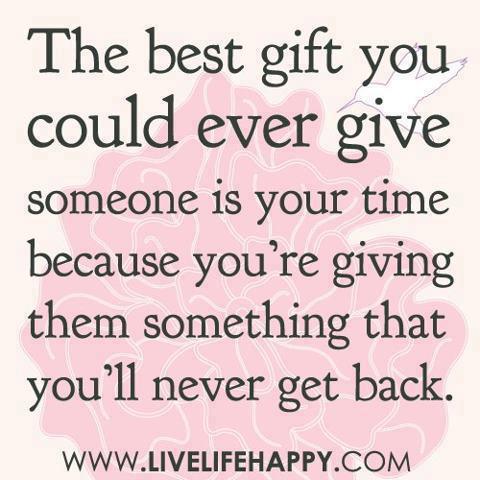 The best gift you
could ever give
someone is your time
because you're giving
them something that
you'll never get back.
WWW.LIVELIFEHAPPY.COM